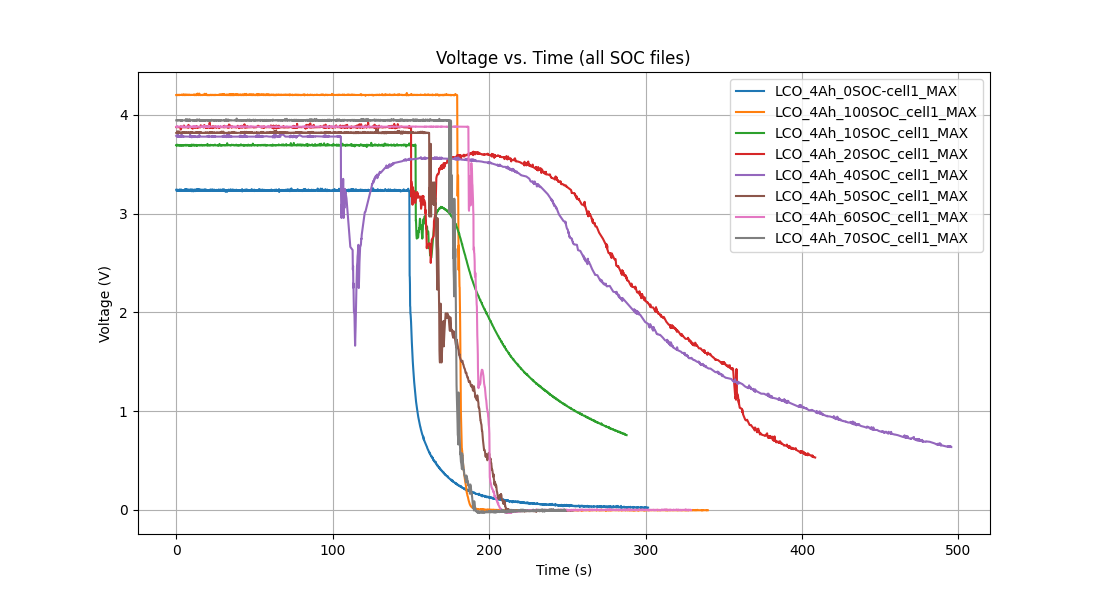 Voltage vs. Time (all SOC files)
LCO_4Ah_0SOC-cell1_MAX
LCO_4Ah_100SOC_cell1_MAX
LCO_4Ah_10SOC_cell1_MAX
LCO_4Ah_20SOC_cell1_MAX
LCO_4Ah_40SOC_cell1_MAX
LCO_4Ah_50SOC_cell1_MAX
LCO_4Ah_60SOC_cell1_MAX
LCO_4Ah_70SOC_cell1_MAX
Voltage (V)
4
3
2
1
0
0 100 200 300 400 500
Time (s)